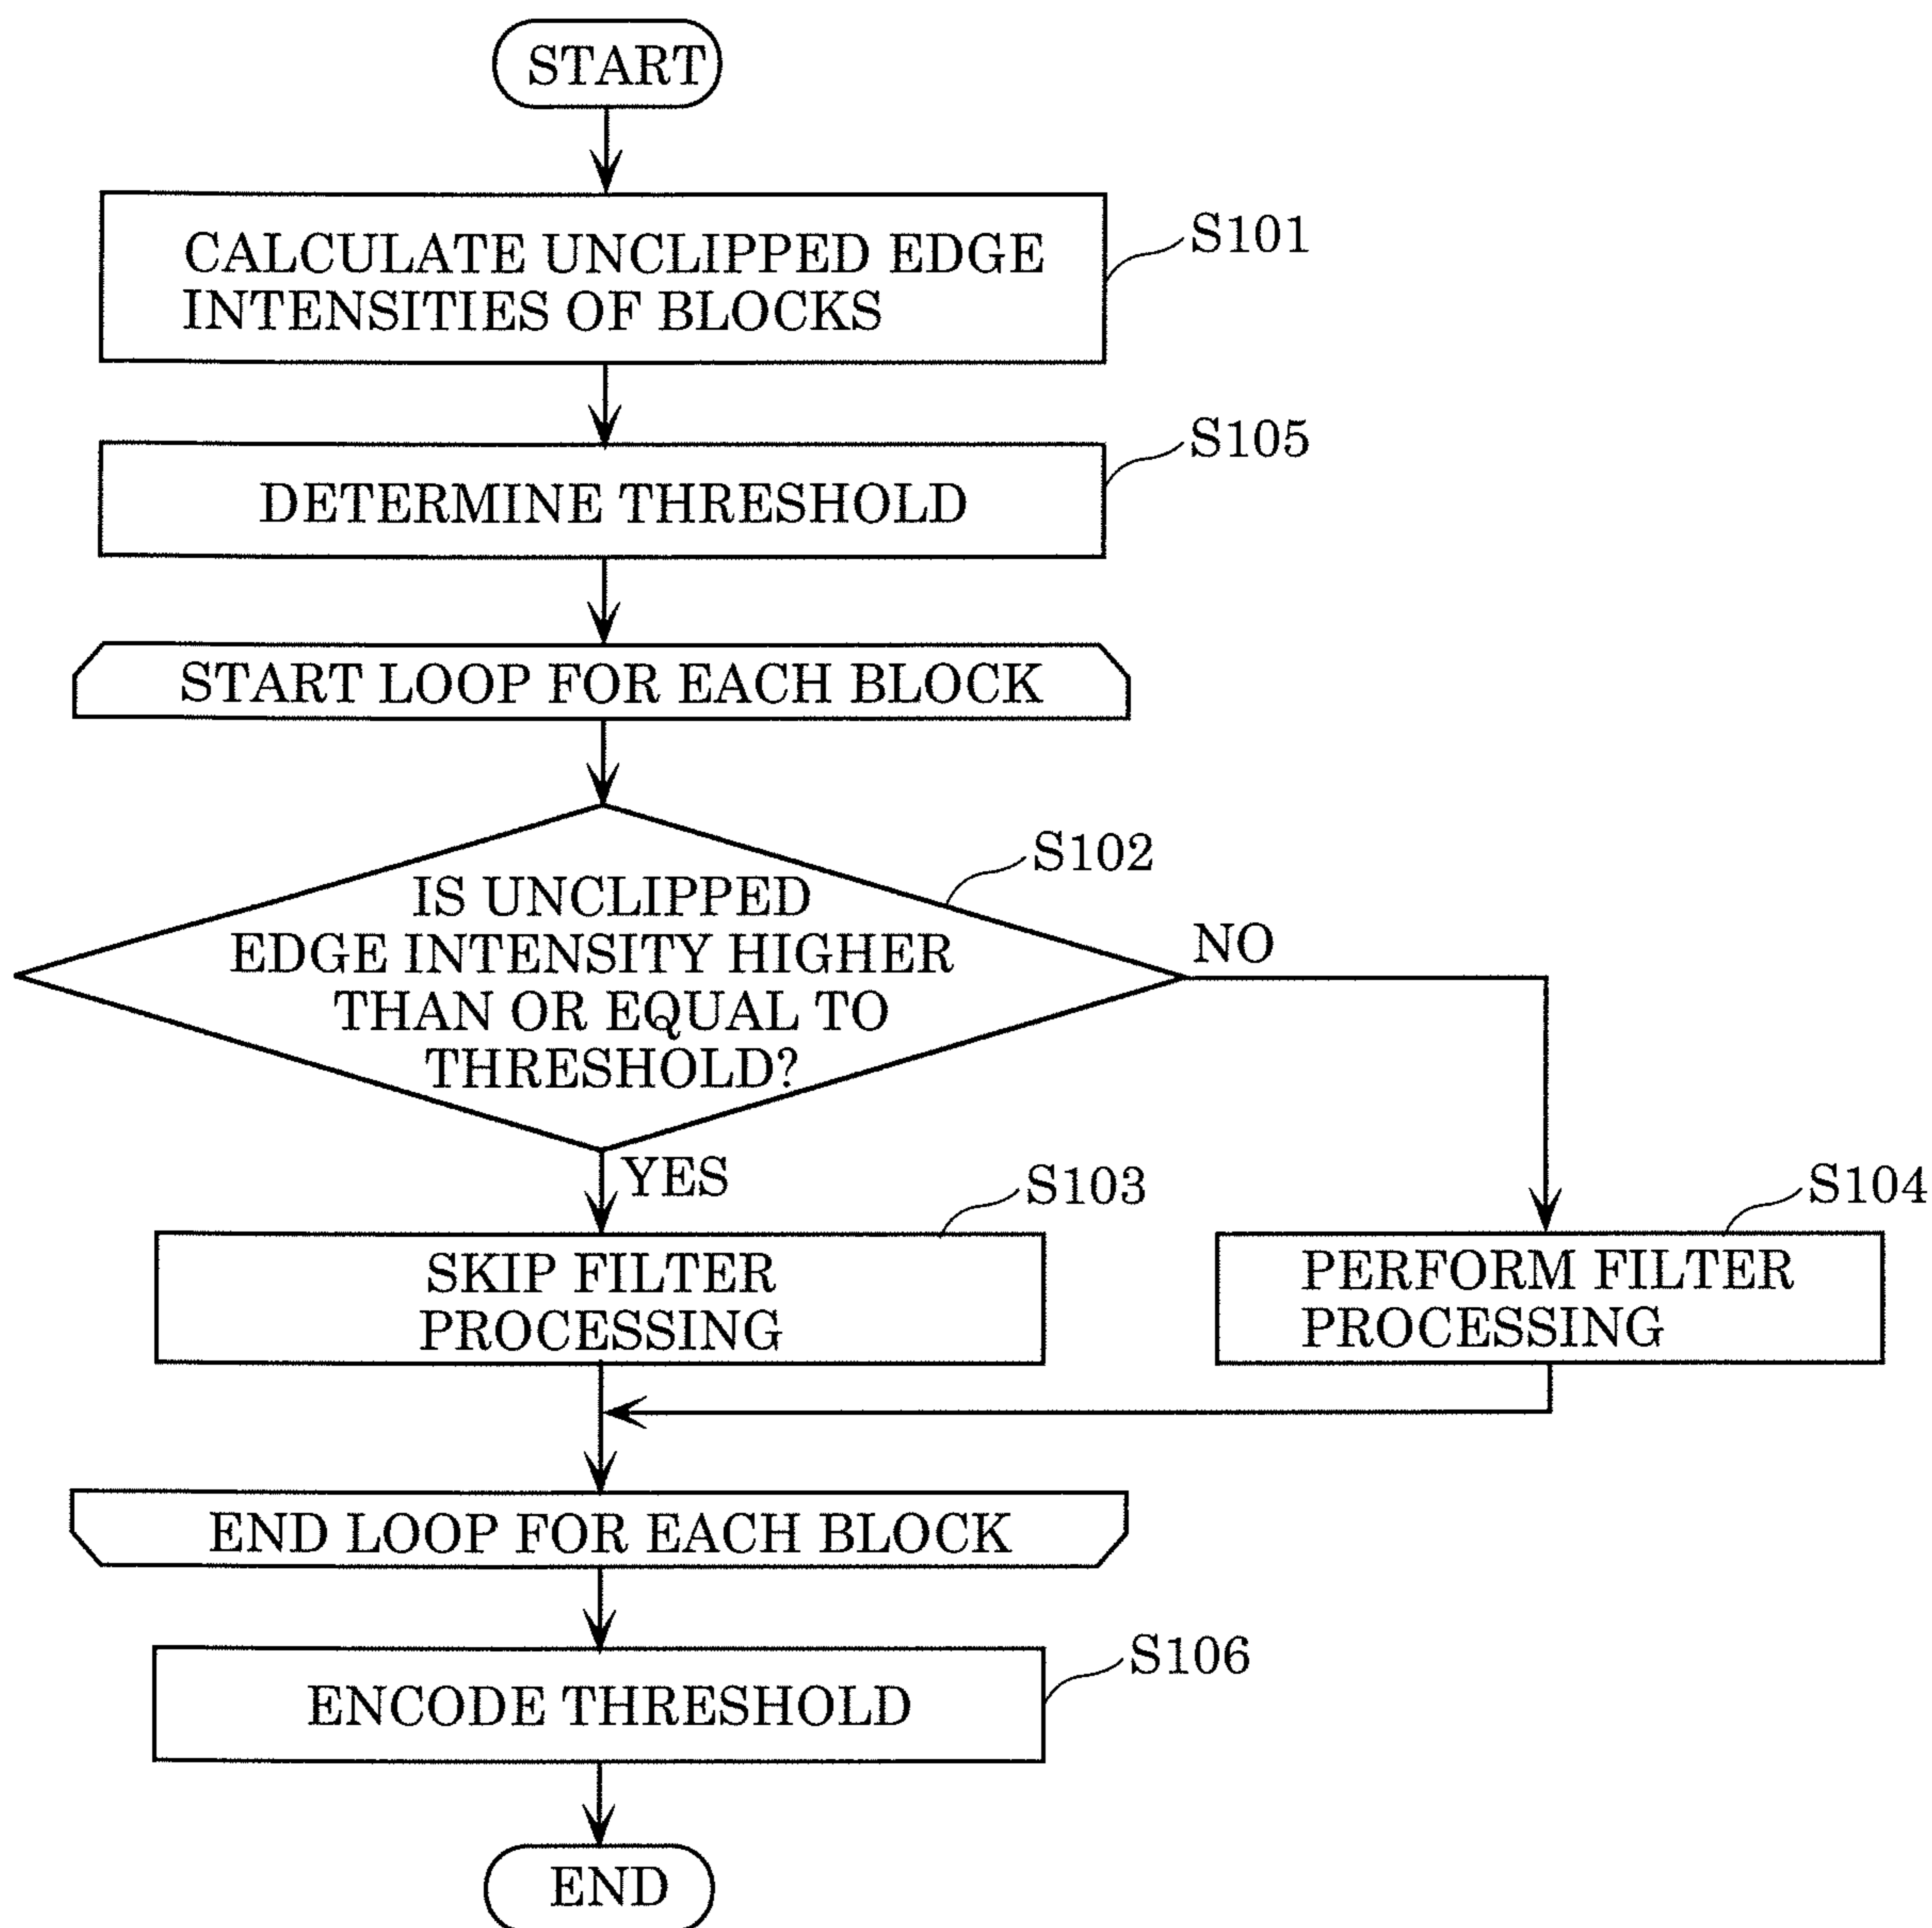 START
CALCULATE UNCLIPPED EDGE
INTENSITIES OF BLOCKS
S101
DETERMINE THRESHOLD
S105
START LOOP FOR EACH BLOCK
IS UNCLIPPED
EDGE INTENSITY HIGHER
THAN OR EQUAL TO
THRESHOLD?
S102
NO
YES
SKIP FILTER
PROCESSING
S103
PERFORM FILTER
PROCESSING
S104
END LOOP FOR EACH BLOCK
ENCODE THRESHOLD
S106
END